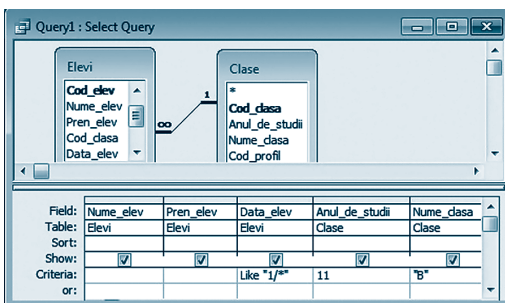 Query1 : Select Query
Elevi
Cod_elev
Nume_elev
Pren_elev
Cod_clasa
Data_elev
∞
1
Clase
*
Cod_clasa
Anul_de_studii
Nume_clasa
Cod_profil
Field: Nume_elev Pren_elev Data_elev Anul_de_studii Nume_clasa
Table: Elevi Elevi Elevi Clase Clase
Sort:
Show:
Criteria: Like "1/*" 11 "B"
or: